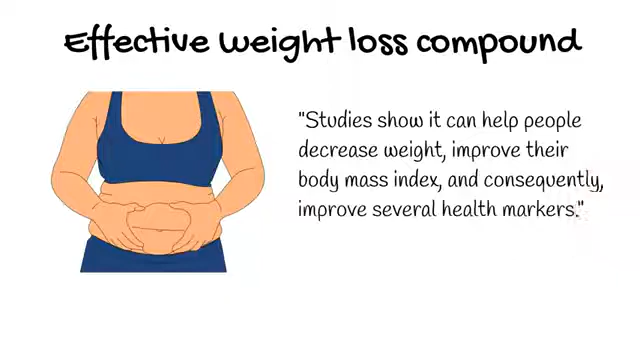 Effective weight loss compound
"Studies show it can help people
decrease weight, improve their
body mass index, and consequently,
improve several health markers."